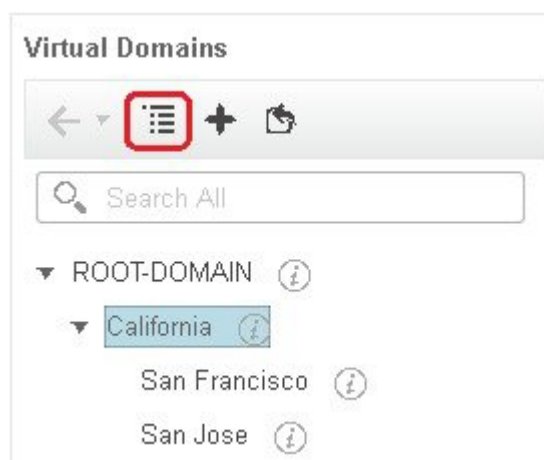 Virtual Domains
Search All
ROOT-DOMAIN
California
San Francisco
San Jose